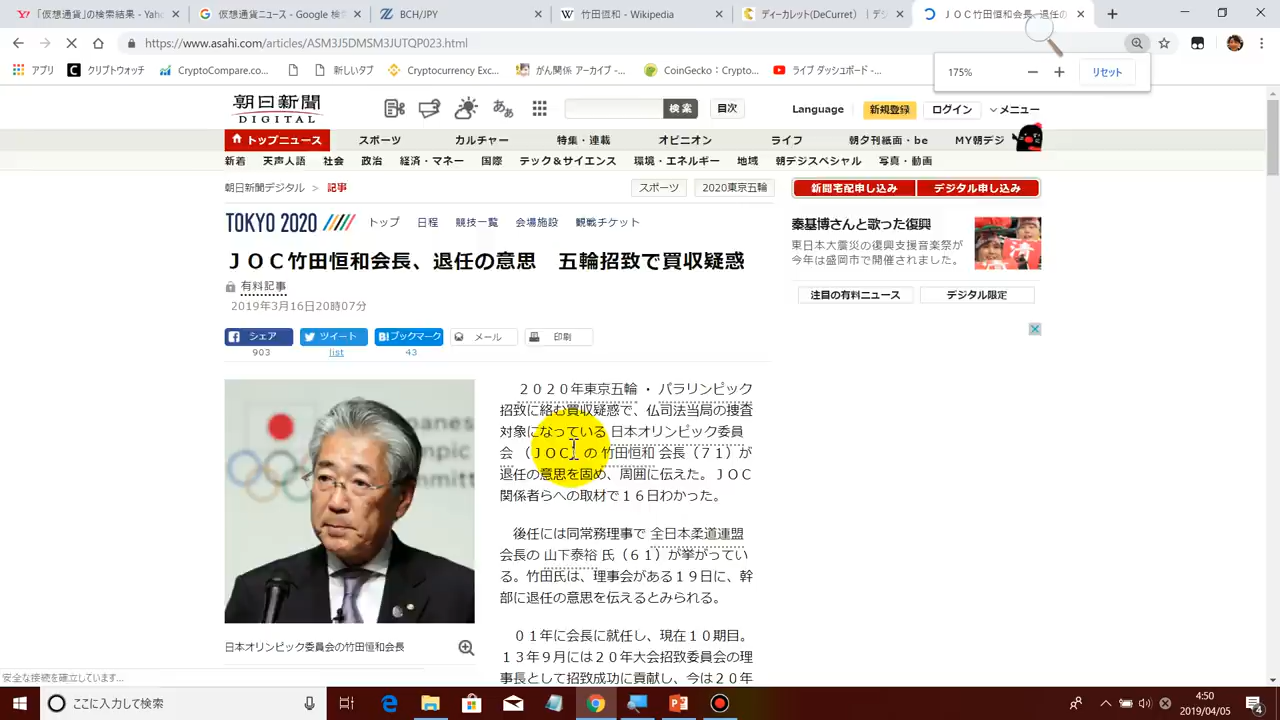 「仮想通貨」の検索結果 - Yahoo
仮想通貨ニュース - Google 検索
BCH/JPY
竹田恒和 - Wikipedia
ディーカレット(DeCurret) | デジ
ＪＯＣ竹田恒和会長、退任の
https://www.asahi.com/articles/ASM3J5DMSM3JUTQP023.html
アプリ
クリプトウォッチ
CryptoCompare.co...
新しいタブ
Cryptocurrency Exc...
がん関係 アーカイブ -...
CoinGecko : Cryptо...
ライブ ダッシュボード -...
175%
リセット
朝日新聞
DIGITAL
あぁ
検索
目次
Language
新規登録
ログイン
メニュー
トップニュース
スポーツ
カルチャー
特集・連載
オピニオン
ライフ
朝夕刊紙面・be
MY朝デジ
新着
天声人語
社会
政治
経済・マネー
国際
テック＆サイエンス
環境・エネルギー
地域
朝デジスペシャル
写真・動画
朝日新聞デジタル > 記事
スポーツ
2020東京五輪
新聞宅配申し込み
デジタル申し込み
TOKYO 2020
トップ
日程
競技一覧
会場施設
観戦チケット
ＪＯＣ竹田恒和会長、退任の意思　五輪招致で買収疑惑
有料記事
2019年3月16日20時07分
シェア
ツイート
B!ブックマーク
メール
印刷
903
list
43
秦基博さんと歌った復興
東日本大震災の復興支援音楽祭が
今年は盛岡市で開催されました。
注目の有料ニュース
デジタル限定
２０２０年東京五輪・パラリンピック
招致に絡む買収疑惑で、仏司法当局の捜査
対象になっている日本オリンピック委員
会（ＪＯＣ）の竹田恒和会長（７１）が
退任の意思を固め、周囲に伝えた。ＪＯＣ
関係者らへの取材で１６日わかった。
後任には同常務理事で全日本柔道連盟
会長の山下泰裕氏（６１）が挙がってい
る。竹田氏は、理事会がある１９日に、幹
部に退任の意思を伝えるとみられる。
０１年に会長に就任し、現在１０期目。
１３年９月には２０年大会招致委員会の理
事長として招致成功に貢献し、今は２０年
日本オリンピック委員会の竹田恒和会長
安全な接続を確立しています...
ここに入力して検索
4:50
2019/04/05
4